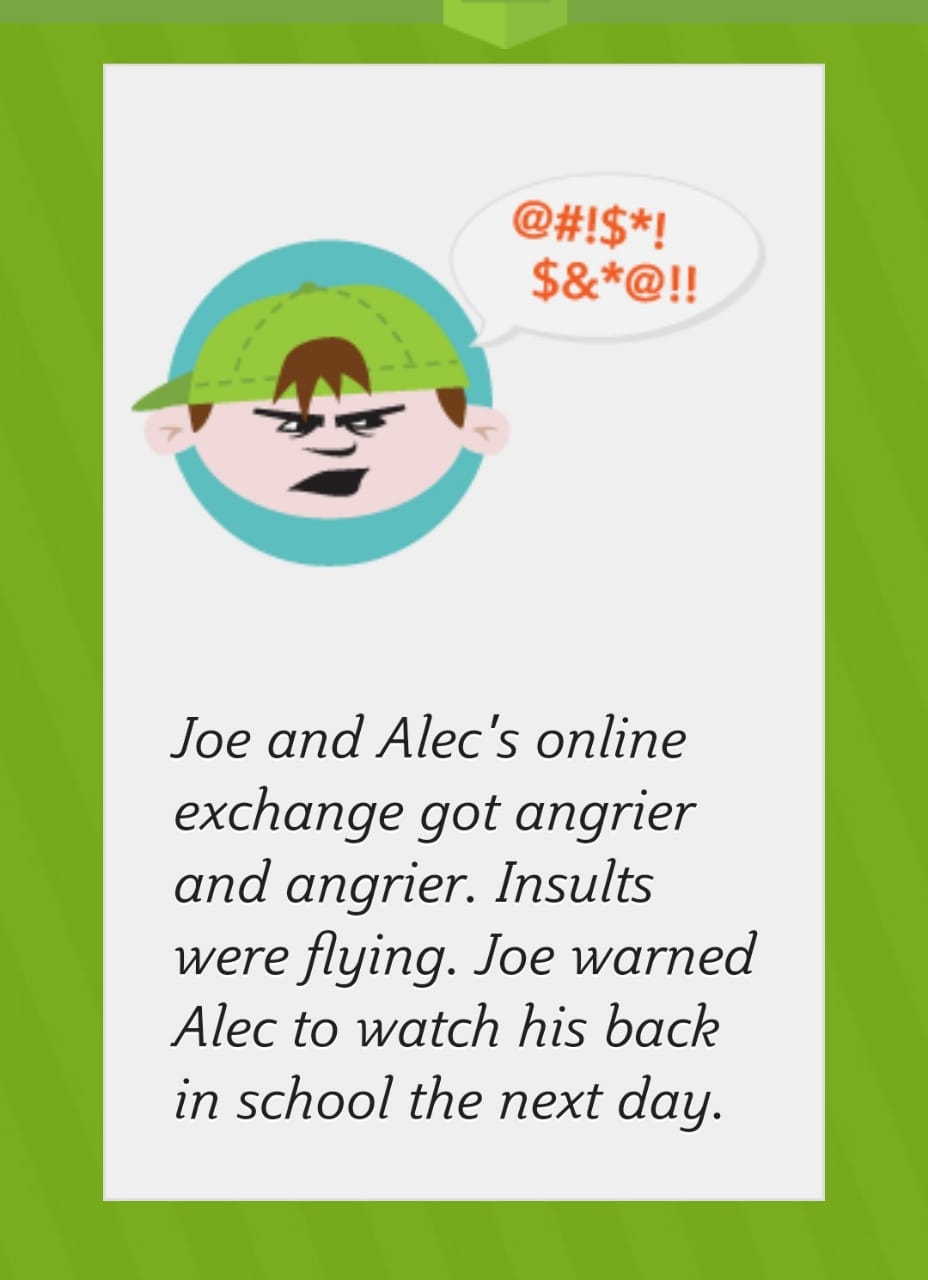 @#!$*!
$&*@!!
Joe and Alec's online
exchange got angrier
and angrier. Insults
were flying. Joe warned
Alec to watch his back
in school the next day.